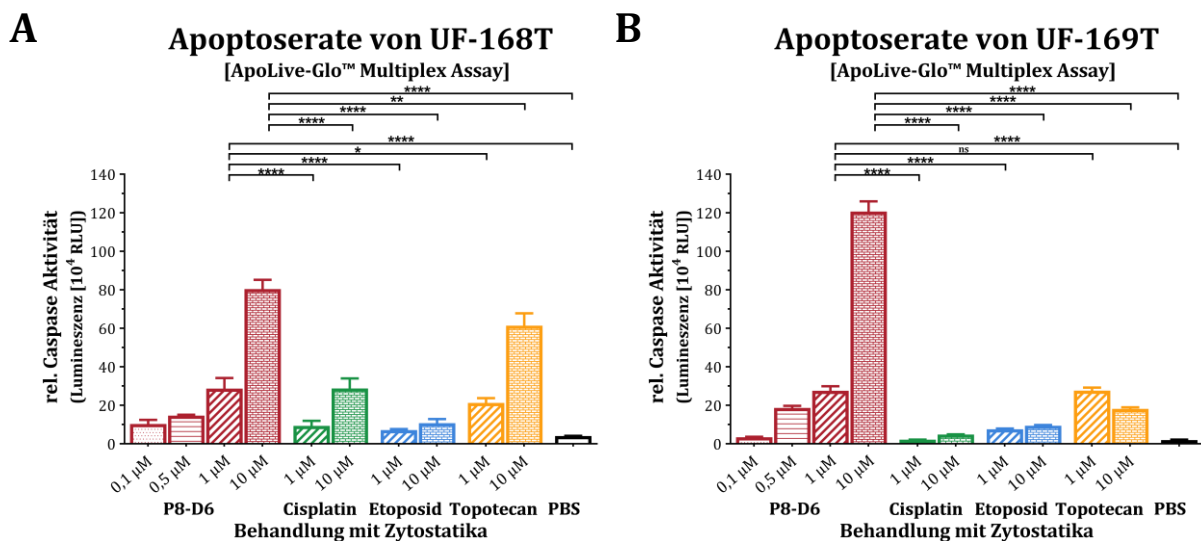 A
Apoptoserate von UF-168T
[ApoLive-Glo™ Multiplex Assay]
****
**
****
****
****
*
****
****
rel. Caspase Aktivität
(Lumineszenz [10⁴ RLU])
140
120
100
80
60
40
20
0
0,1 µM
0,5 µM
1 µM
10 µM
1 µM
10 µM
1 µM
10 µM
1 µM
10 µM
P8-D6
Cisplatin
Etoposid
Topotecan
PBS
Behandlung mit Zytostatika
B
Apoptoserate von UF-169T
[ApoLive-Glo™ Multiplex Assay]
****
****
****
****
****
ns
****
****
rel. Caspase Aktivität
(Lumineszenz [10⁴ RLU])
140
120
100
80
60
40
20
0
0,1 µM
0,5 µM
1 µM
10 µM
1 µM
10 µM
1 µM
10 µM
1 µM
10 µM
P8-D6
Cisplatin
Etoposid
Topotecan
PBS
Behandlung mit Zytostatika